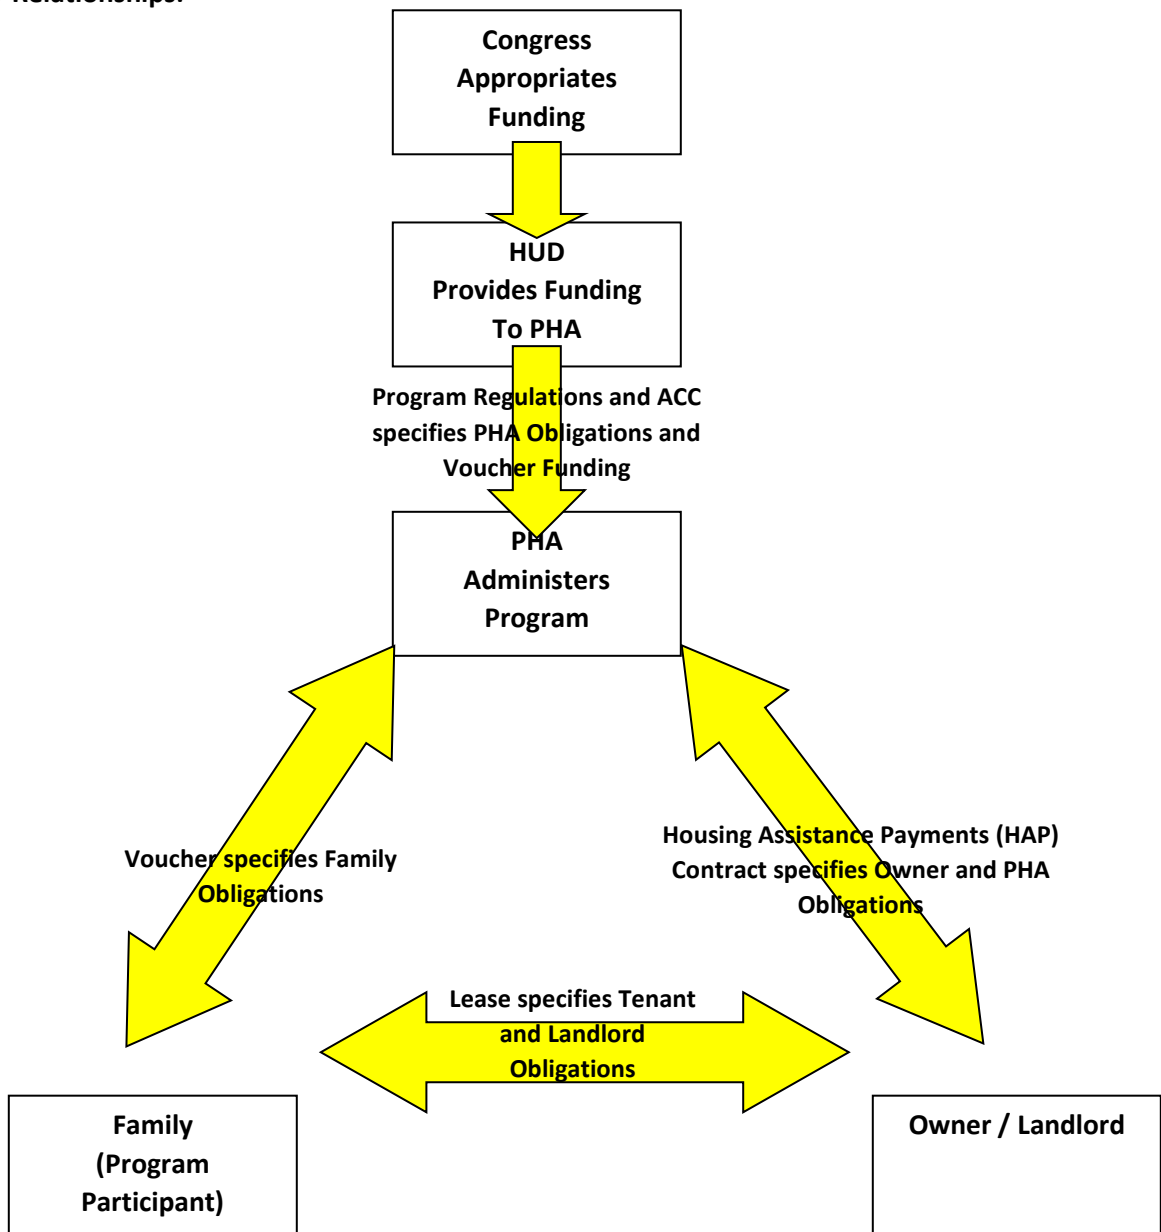 Relationships:
Congress
Appropriates
Funding
HUD
Provides Funding
To PHA
Program Regulations and ACC
specifies PHA Obligations and
Voucher Funding
PHA
Administers
Program
Voucher specifies Family
Obligations
Housing Assistance Payments (HAP)
Contract specifies Owner and PHA
Obligations
Lease specifies Tenant
and Landlord
Obligations
Family
(Program
Participant)
Owner / Landlord